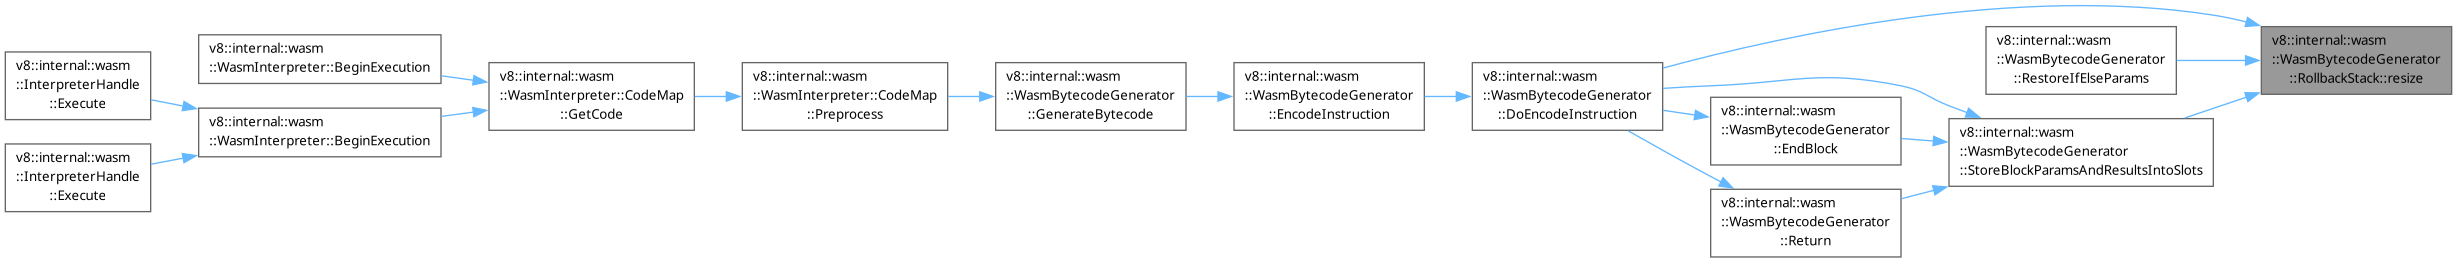 v8::internal::wasm
::InterpreterHandle
::Execute
v8::internal::wasm
::InterpreterHandle
::Execute
v8::internal::wasm
::WasmInterpreter::BeginExecution
v8::internal::wasm
::WasmInterpreter::BeginExecution
v8::internal::wasm
::WasmInterpreter::CodeMap
::GetCode
v8::internal::wasm
::WasmInterpreter::CodeMap
::Preprocess
v8::internal::wasm
::WasmBytecodeGenerator
::GenerateBytecode
v8::internal::wasm
::WasmBytecodeGenerator
::EncodeInstruction
v8::internal::wasm
::WasmBytecodeGenerator
::DoEncodeInstruction
v8::internal::wasm
::WasmBytecodeGenerator
::EndBlock
v8::internal::wasm
::WasmBytecodeGenerator
::Return
v8::internal::wasm
::WasmBytecodeGenerator
::RestoreIfElseParams
v8::internal::wasm
::WasmBytecodeGenerator
::StoreBlockParamsAndResultsIntoSlots
v8::internal::wasm
::WasmBytecodeGenerator
::RollbackStack::resize